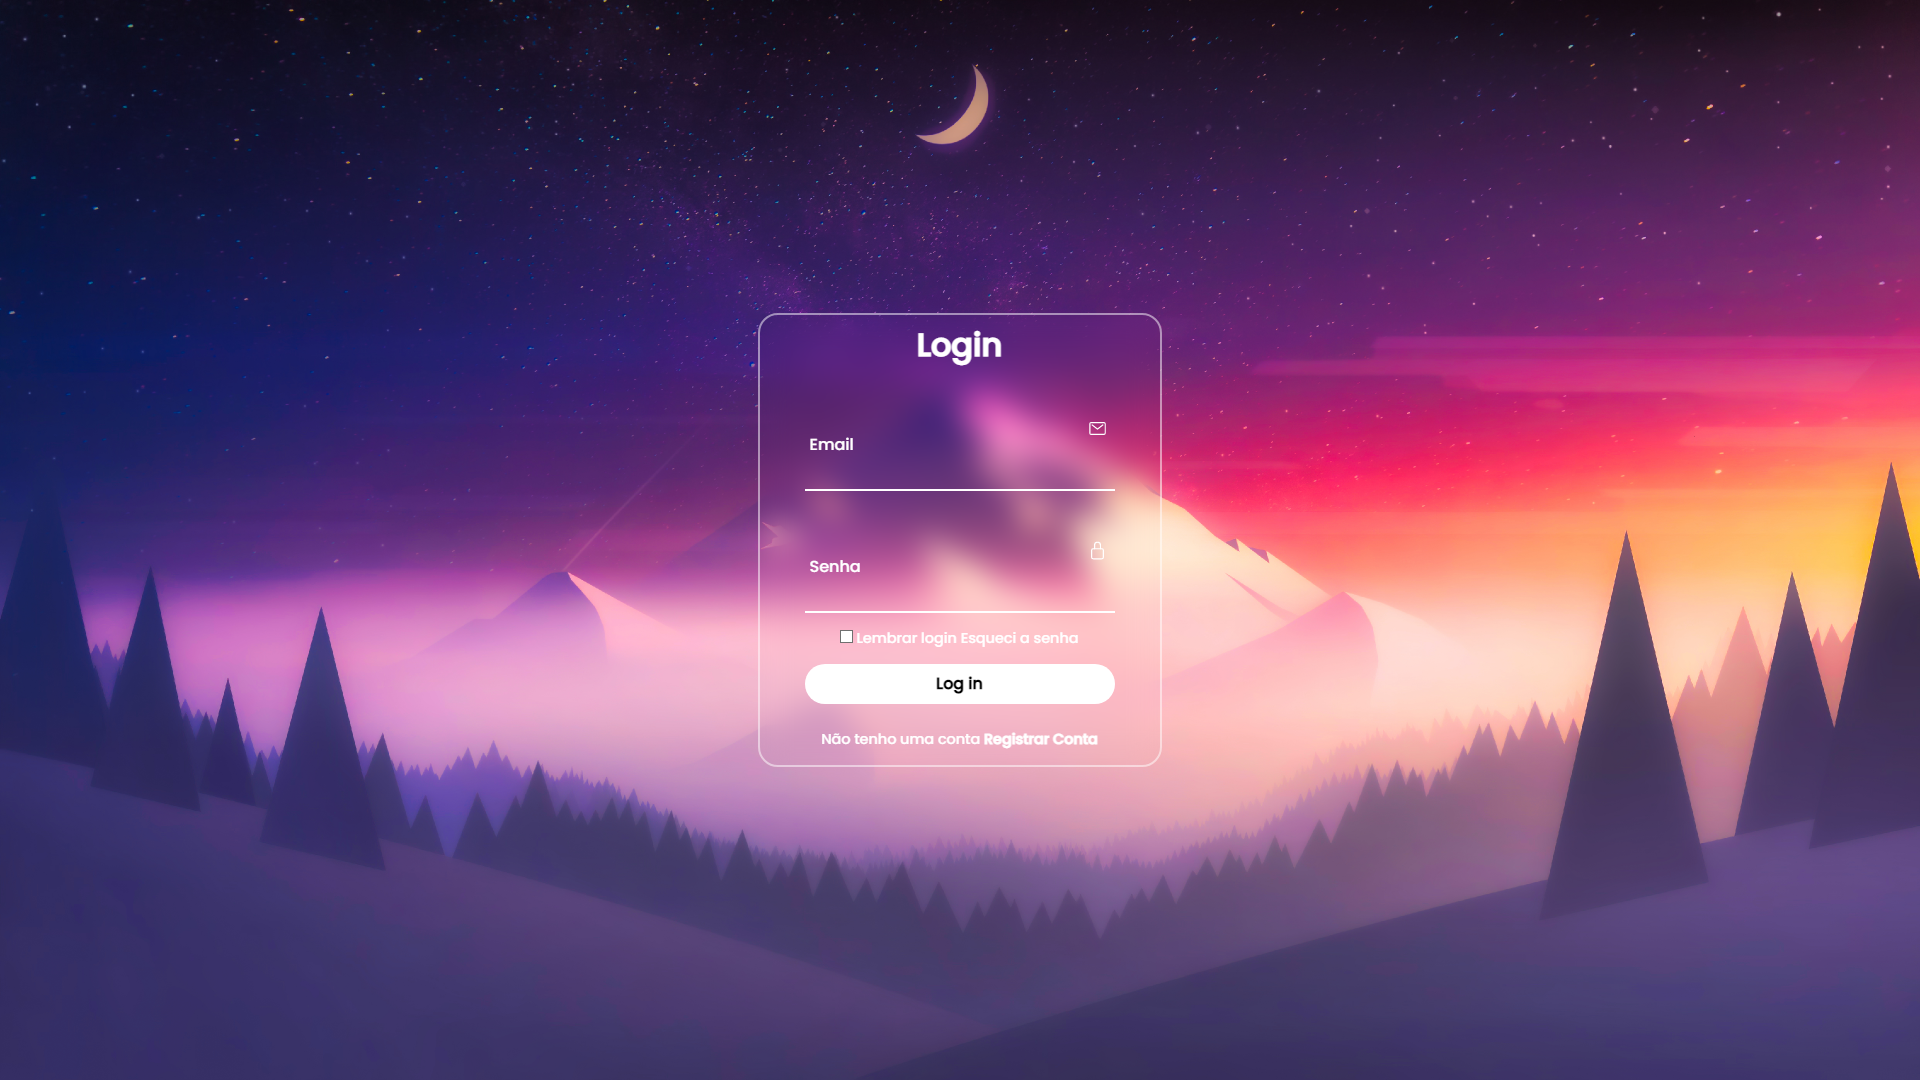 Login
Email
Senha
Lembrar login Esqueci a senha
Log in
Não tenho uma conta Registrar Conta